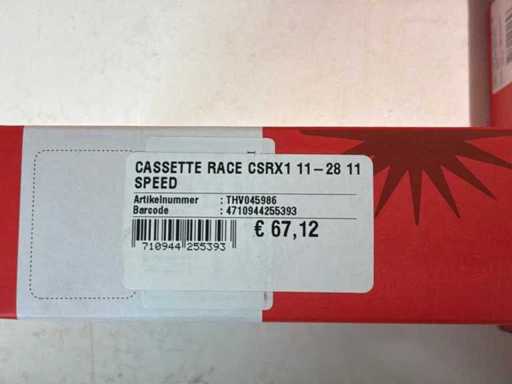 CASSETTE RACE CSRX1 11-28 11
SPEED
Artikelnummer : THV045986
Barcode : 4710944255393
€ 67,12
710944 255393